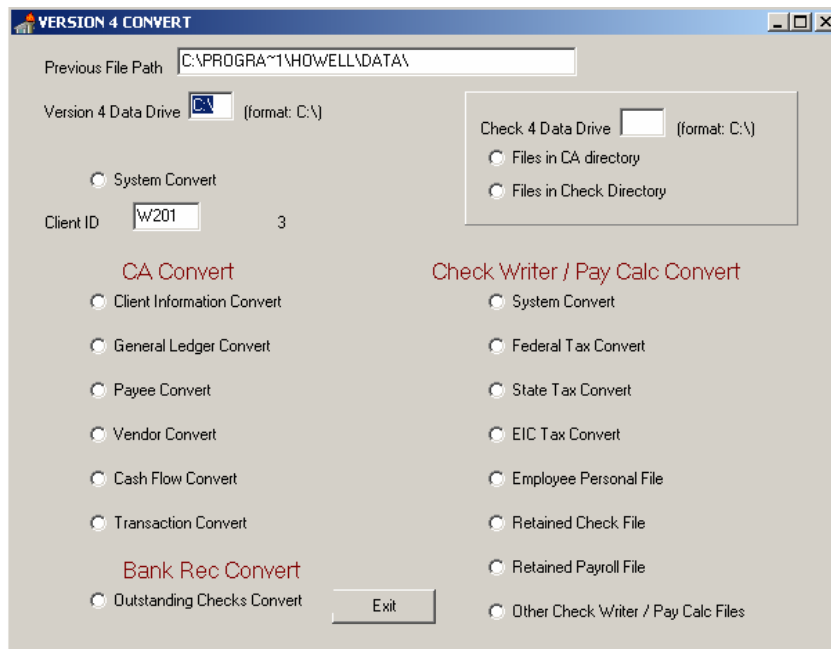 VERSION 4 CONVERT
Previous File Path C:\PROGRA~1\HOWELL\DATA\
Version 4 Data Drive C:\ (format: C:\)
Check 4 Data Drive (format: C:\)
Files in CA directory
Files in Check Directory
System Convert
Client ID W201 3
CA Convert
Client Information Convert
General Ledger Convert
Payee Convert
Vendor Convert
Cash Flow Convert
Transaction Convert
Bank Rec Convert
Outstanding Checks Convert
Exit
Check Writer / Pay Calc Convert
System Convert
Federal Tax Convert
State Tax Convert
EIC Tax Convert
Employee Personal File
Retained Check File
Retained Payroll File
Other Check Writer / Pay Calc Files